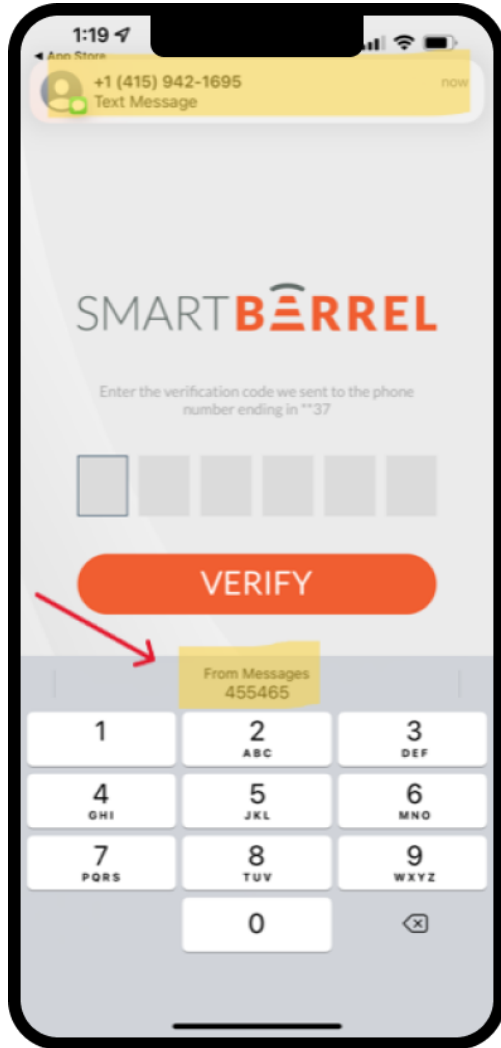 1:19
App Store
+1 (415) 942-1695
now
Text Message
SMARTBARREL
Enter the verification code we sent to the phone
number ending in **37
VERIFY
From Messages
455465
1
2
ABC
3
DEF
4
GHI
5
JKL
6
MNO
7
PQRS
8
TUV
9
WXYZ
0